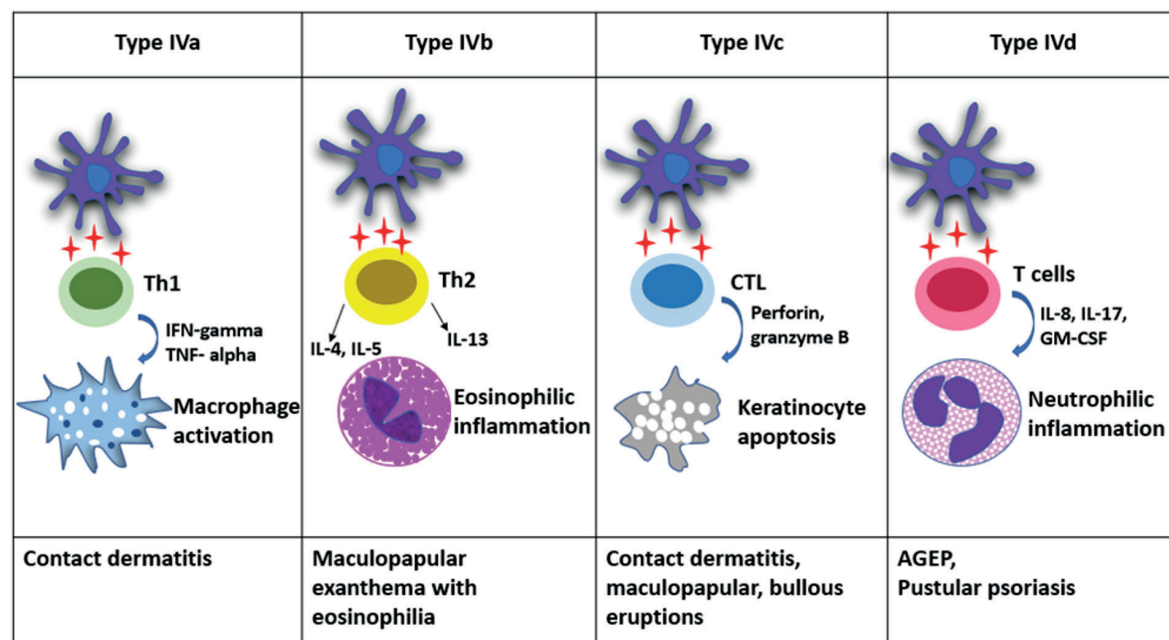 Type IVa
Type IVb
Type IVc
Type IVd
Th1
IFN-gamma
TNF- alpha
Macrophage
activation
Th2
IL-4, IL-5
IL-13
Eosinophilic
inflammation
CTL
Perforin,
granzyme B
Keratinocyte
apoptosis
T cells
IL-8, IL-17,
GM-CSF
Neutrophilic
inflammation
Contact dermatitis
Maculopapular
exanthema with
eosinophilia
Contact dermatitis,
maculopapular, bullous
eruptions
AGEP,
Pustular psoriasis